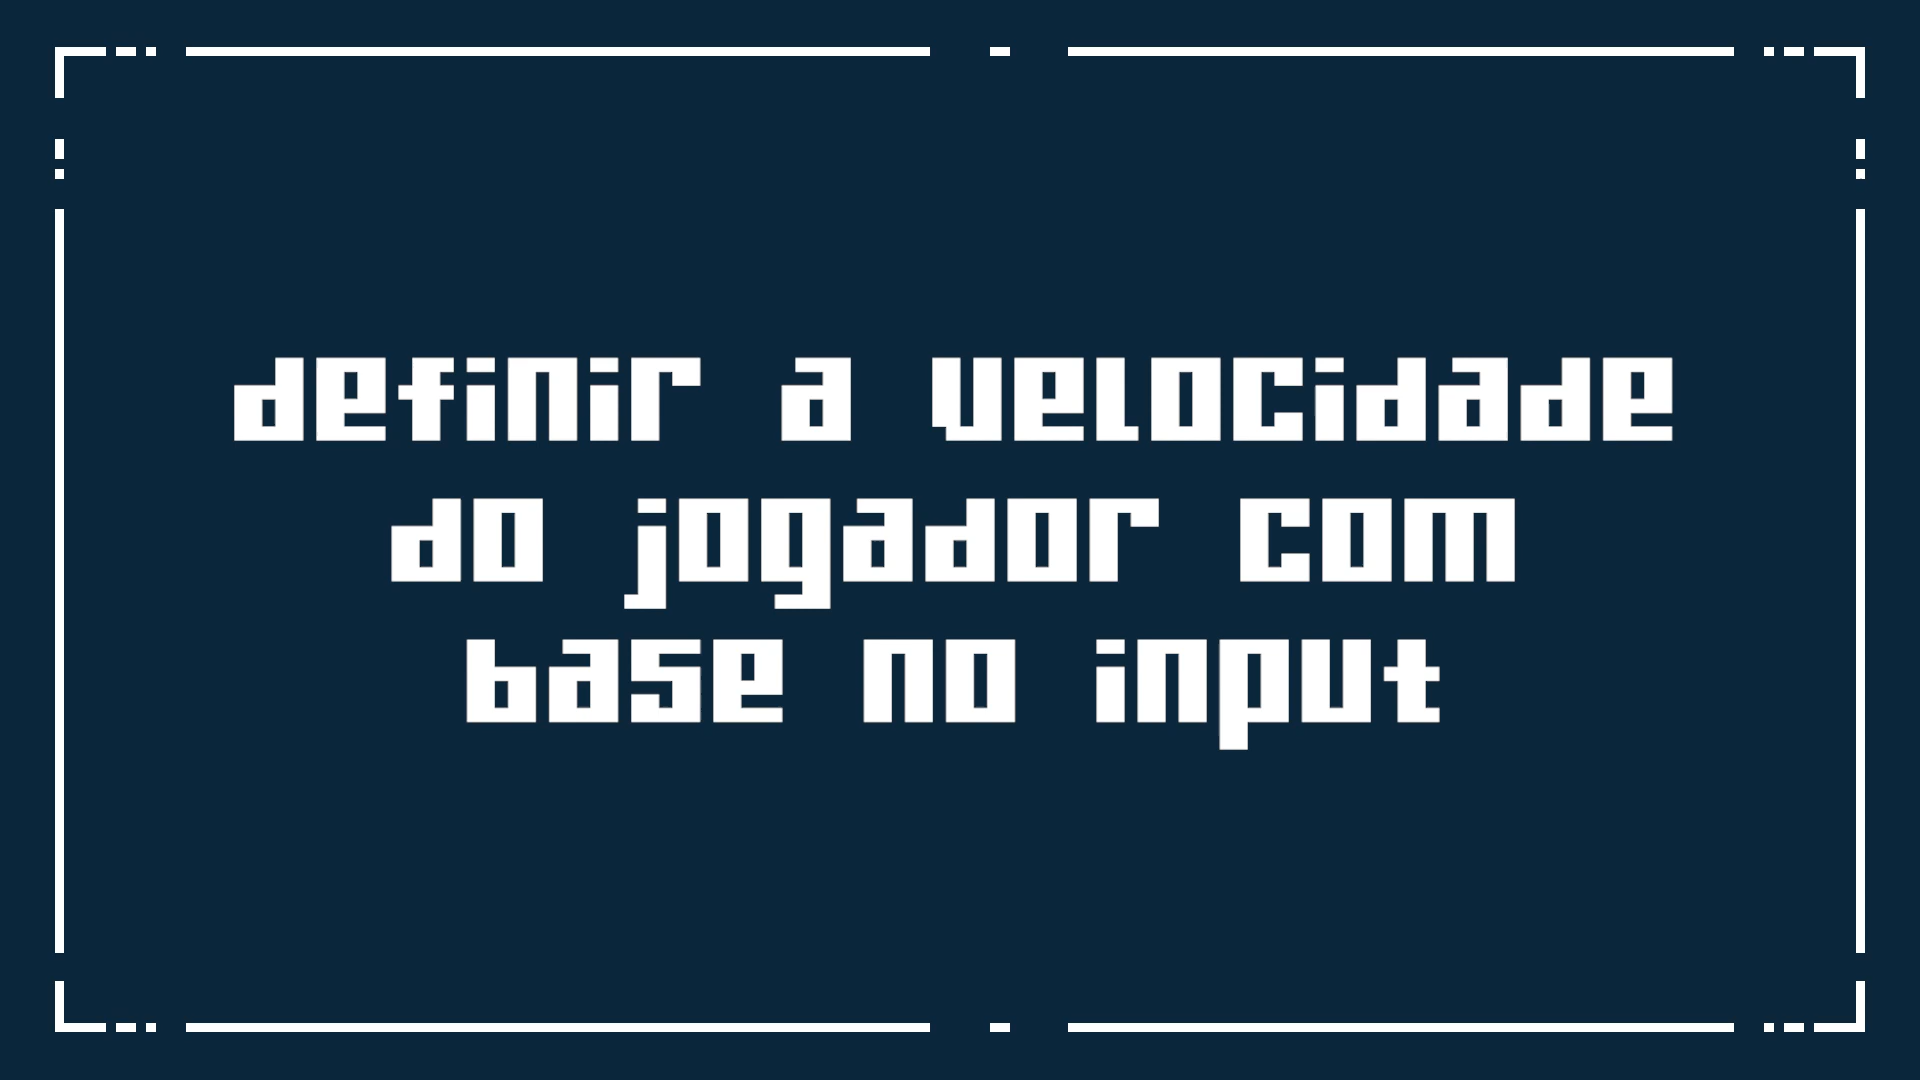 definir a velocidade
do jogador com
base no input